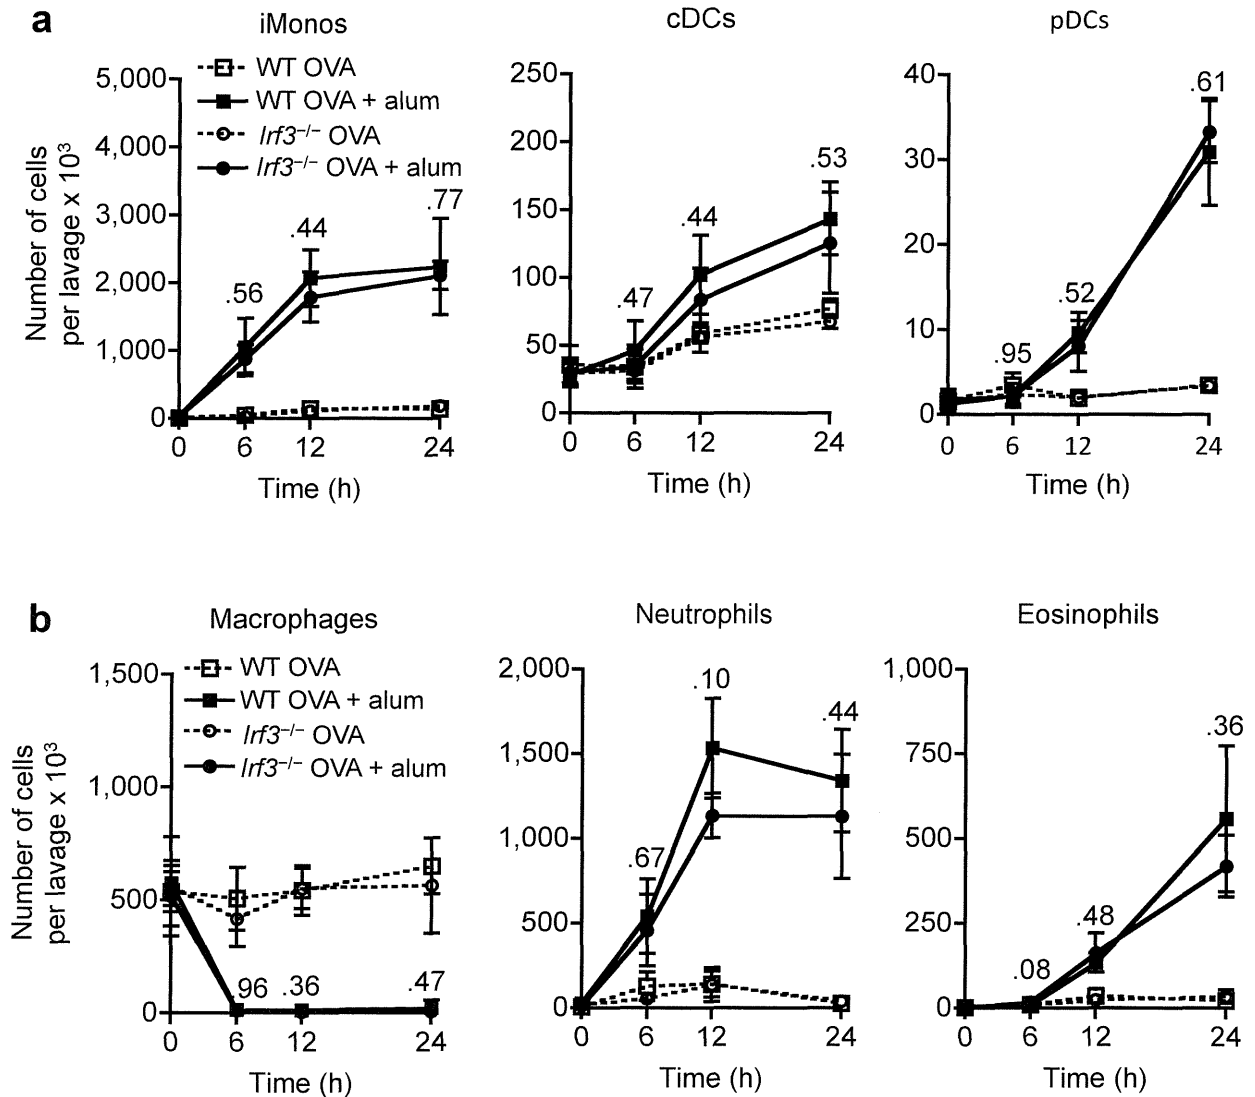 a
iMonos
cDCs
pDCs
WT OVA
WT OVA + alum
Irf3−/− OVA
Irf3−/− OVA + alum
Number of cells
per lavage x 10³
5,000
4,000
3,000
2,000
1,000
0
.56
.44
.77
0 6 12 24
Time (h)
250
200
150
100
50
0
.47
.44
.53
0 6 12 24
Time (h)
40
30
20
10
0
.95
.52
.61
0 6 12 24
Time (h)
b
Macrophages
Neutrophils
Eosinophils
WT OVA
WT OVA + alum
Irf3−/− OVA
Irf3−/− OVA + alum
Number of cells
per lavage x 10³
1,500
1,000
500
0
.96 .36 .47
0 6 12 24
Time (h)
2,000
1,500
1,000
500
0
.67
.10
.44
0 6 12 24
Time (h)
1,000
750
500
250
0
.08
.48
.36
0 6 12 24
Time (h)